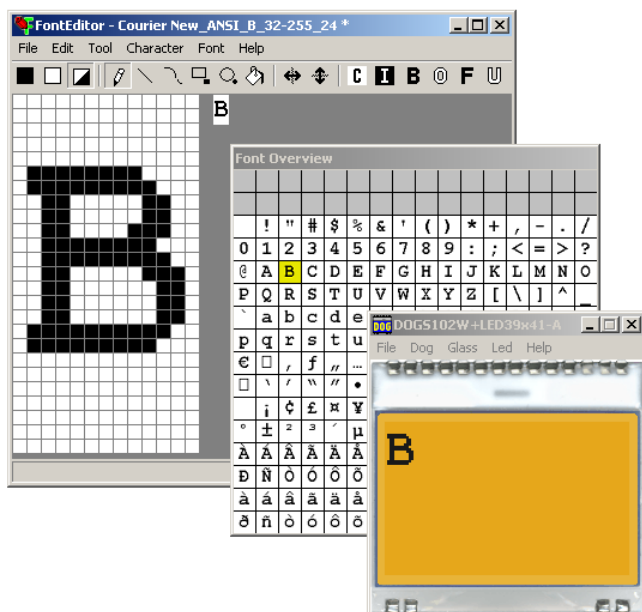 FontEditor - Courier New_ANSI_B_32-255_24 *
File Edit Tool Character Font Help
C I B O F U
B
Font Overview
! " # $ % & ' ( ) * + , - . /
0 1 2 3 4 5 6 7 8 9 : ; < = > ?
@ A B C D E F G H I J K L M N O
P Q R S T U V W X Y Z [ \ ] ^ _
` a b c d e
p q r s t u
€ ‚ ƒ „ …
‘ ’ “ ” •
¡ ¢ £ ¤ ¥
° ± ² ³ ´ µ
À Á Â Ã Ä Å
Ð Ñ Ò Ó Ô Õ
à á â ã ä å
ð ñ ò ó ô õ
DOG DOGS102W+LED39x41-A
File Dog Glass Led Help
B